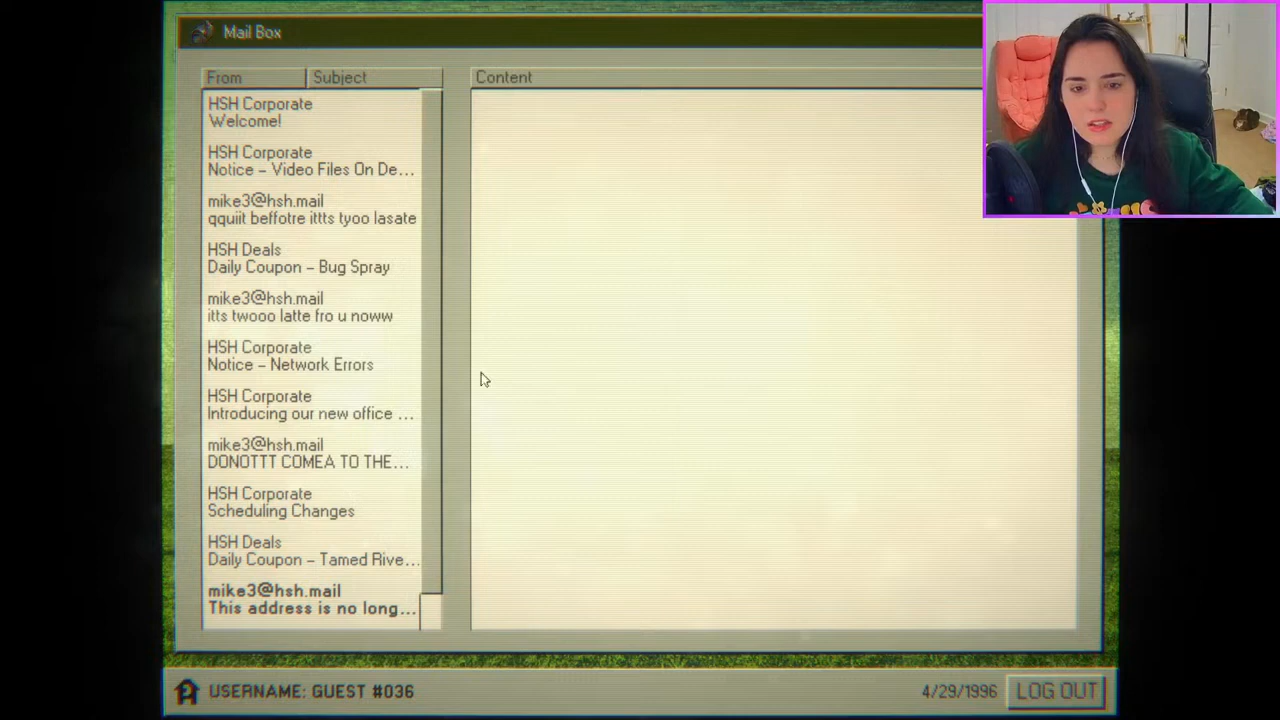 Mail Box
From Subject Content
HSH Corporate
Welcome!
HSH Corporate
Notice - Video Files On De...
mike3@hsh.mail
qquiit beffotre ittts tyoo lasate
HSH Deals
Daily Coupon - Bug Spray
mike3@hsh.mail
itts twooo latte fro u noww
HSH Corporate
Notice - Network Errors
HSH Corporate
Introducing our new office ...
mike3@hsh.mail
DONOTTT COMEA TO THE...
HSH Corporate
Scheduling Changes
HSH Deals
Daily Coupon - Tamed Rive...
mike3@hsh.mail
This address is no long...
USERNAME: GUEST #036 4/29/1996 LOG OUT